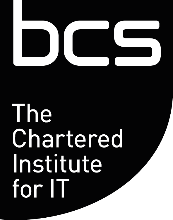 bcs
The
Chartered
Institute
for IT